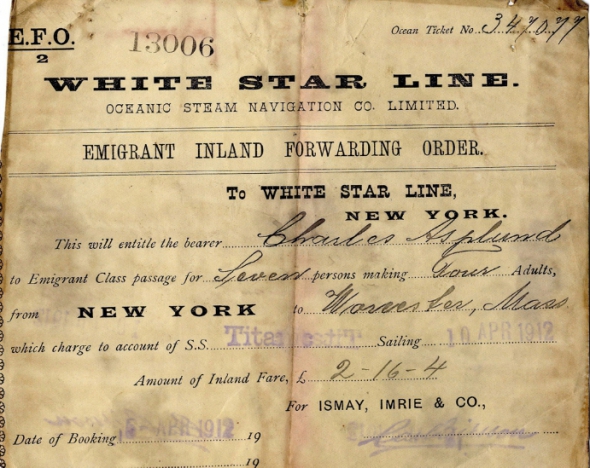 E.F.O.
2
13006
Ocean Ticket No. 347077
WHITE STAR LINE.
OCEANIC STEAM NAVIGATION CO. LIMITED.
EMIGRANT INLAND FORWARDING ORDER.
To WHITE STAR LINE,
NEW YORK.
This will entitle the bearer Charles Asplund
to Emigrant Class passage for Seven persons making Four Adults,
from NEW YORK to Worcester, Mass
which charge to account of S.S. Titanic Sailing 10 APR 1912
Amount of Inland Fare, £ 2-16-4
For ISMAY, IMRIE & CO.,
Date of Booking APR 1912 19
19